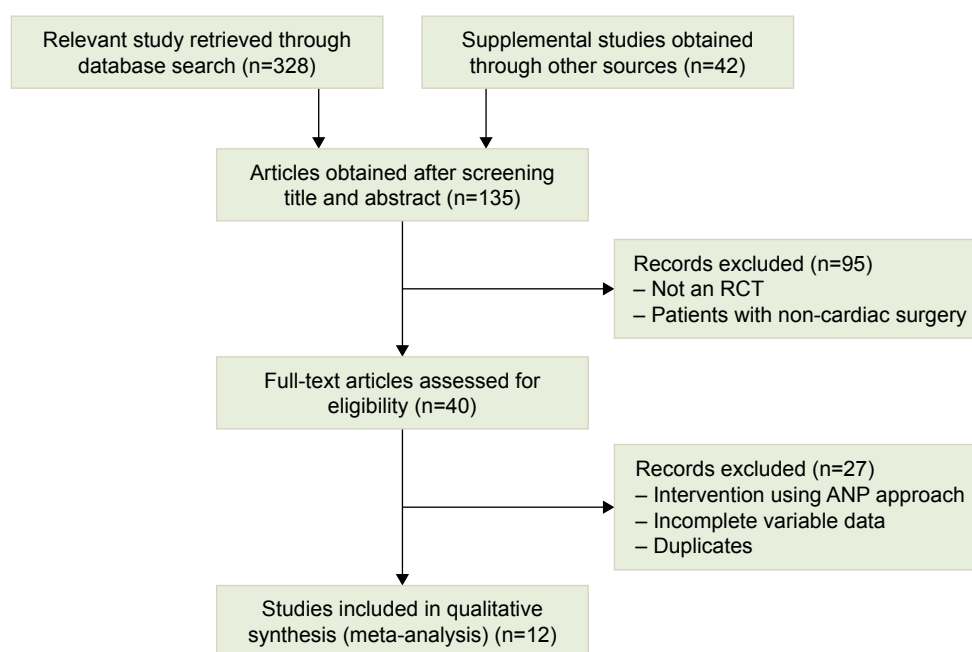 Relevant study retrieved through
database search (n=328)
Supplemental studies obtained
through other sources (n=42)
Articles obtained after screening
title and abstract (n=135)
Records excluded (n=95)
– Not an RCT
– Patients with non-cardiac surgery
Full-text articles assessed for
eligibility (n=40)
Records excluded (n=27)
– Intervention using ANP approach
– Incomplete variable data
– Duplicates
Studies included in qualitative
synthesis (meta-analysis) (n=12)